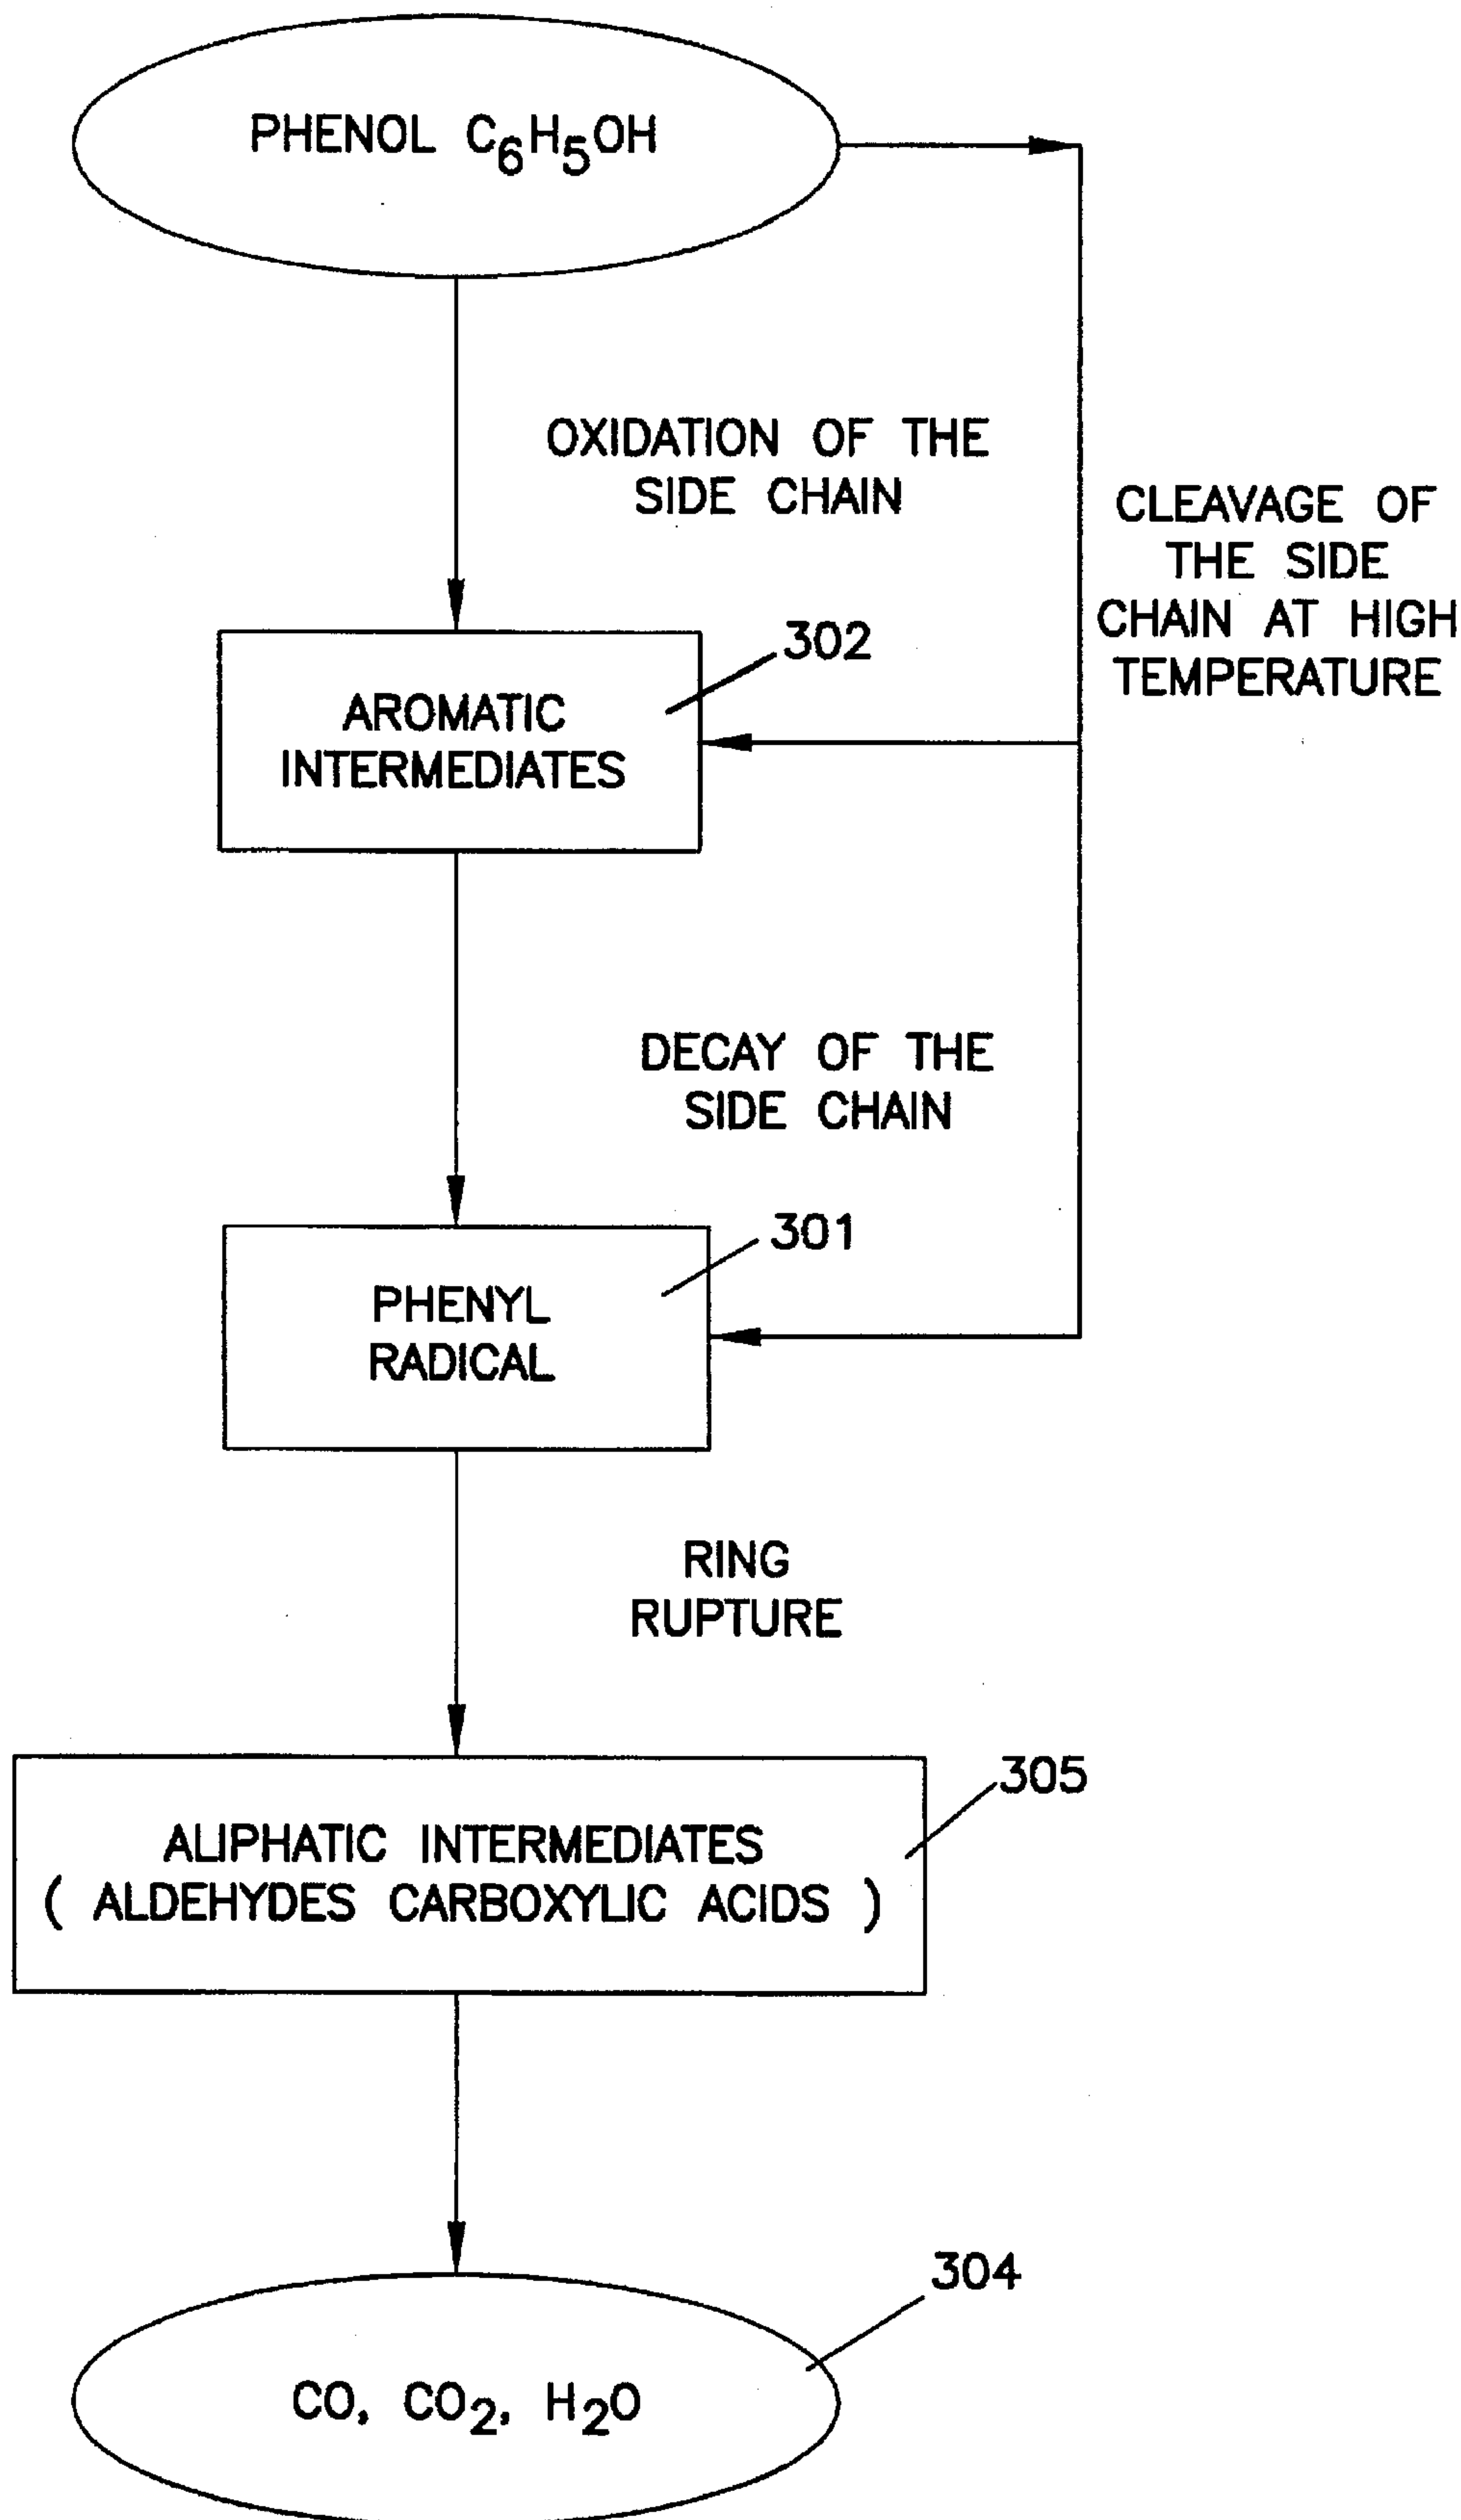 PHENOL C₆H₅OH
OXIDATION OF THE
SIDE CHAIN
CLEAVAGE OF
THE SIDE
CHAIN AT HIGH
TEMPERATURE
302
AROMATIC
INTERMEDIATES
DECAY OF THE
SIDE CHAIN
301
PHENYL
RADICAL
RING
RUPTURE
305
ALIPHATIC INTERMEDIATES
( ALDEHYDES CARBOXYLIC ACIDS )
304
CO, CO₂, H₂O